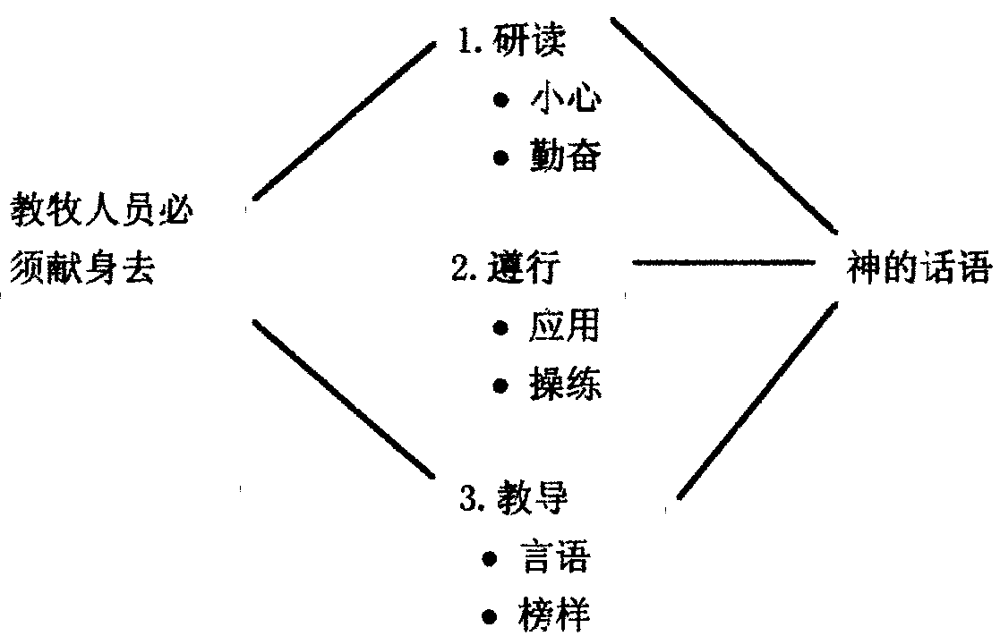 1. 研读
• 小心
• 勤奋
教牧人员必
须献身去
2. 遵行
神的话语
• 应用
• 操练
3. 教导
• 言语
• 榜样